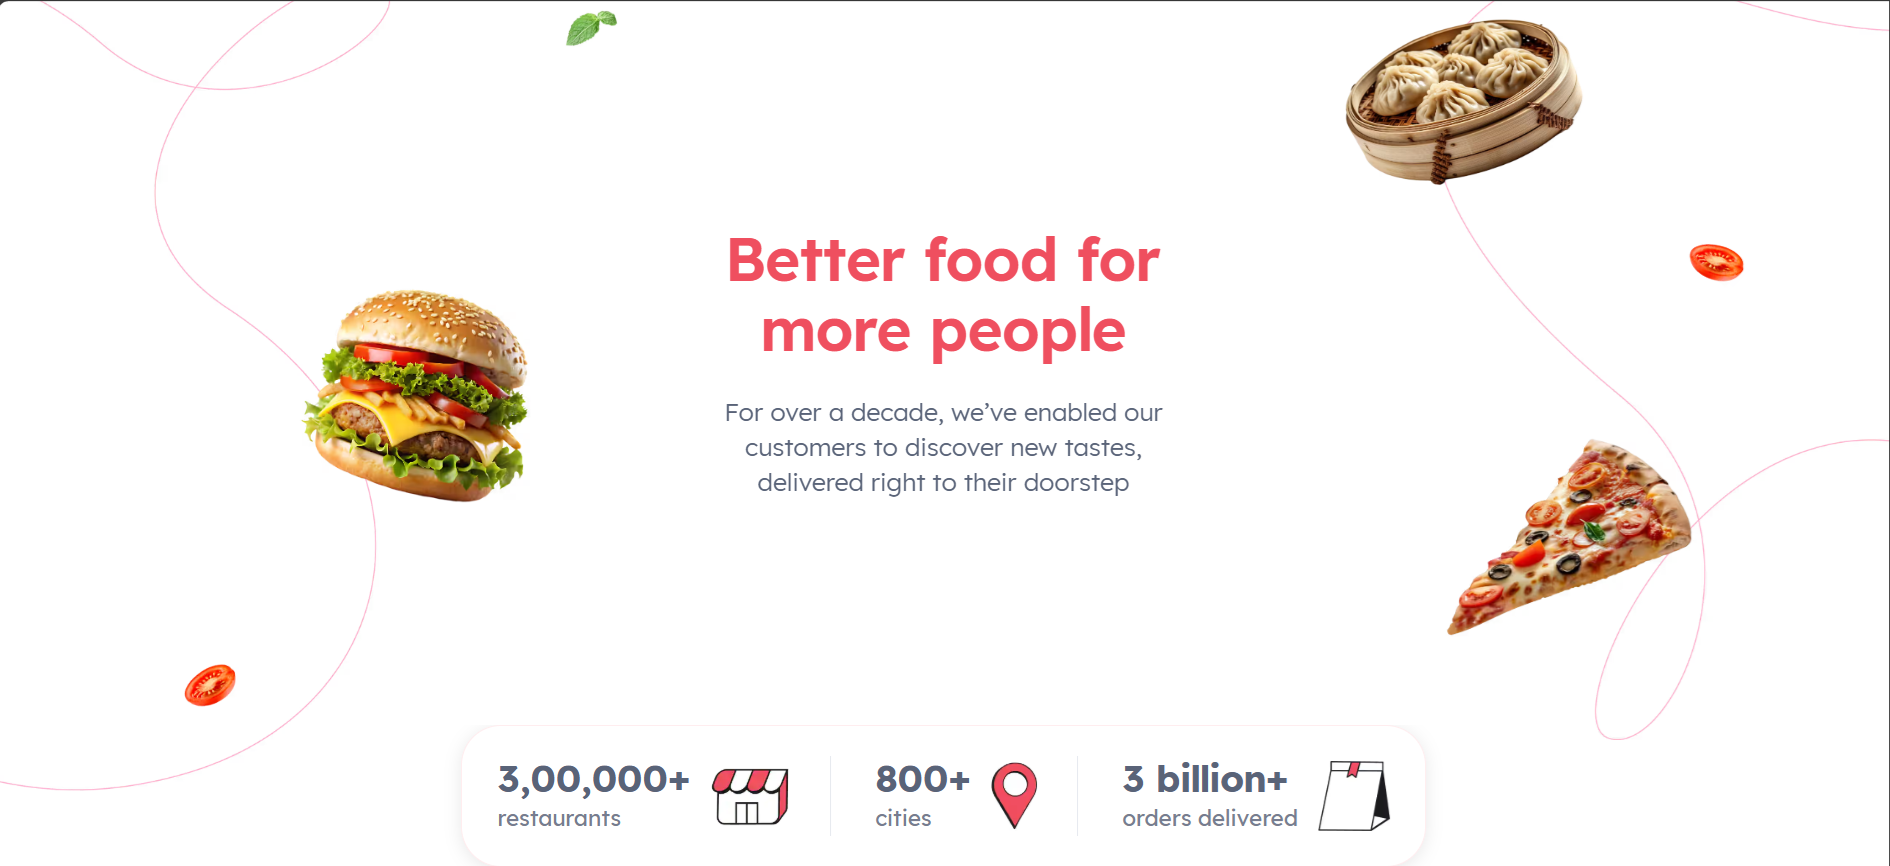 Better food for
more people
For over a decade, we’ve enabled our
customers to discover new tastes,
delivered right to their doorstep
3,00,000+
restaurants
800+
cities
3 billion+
orders delivered